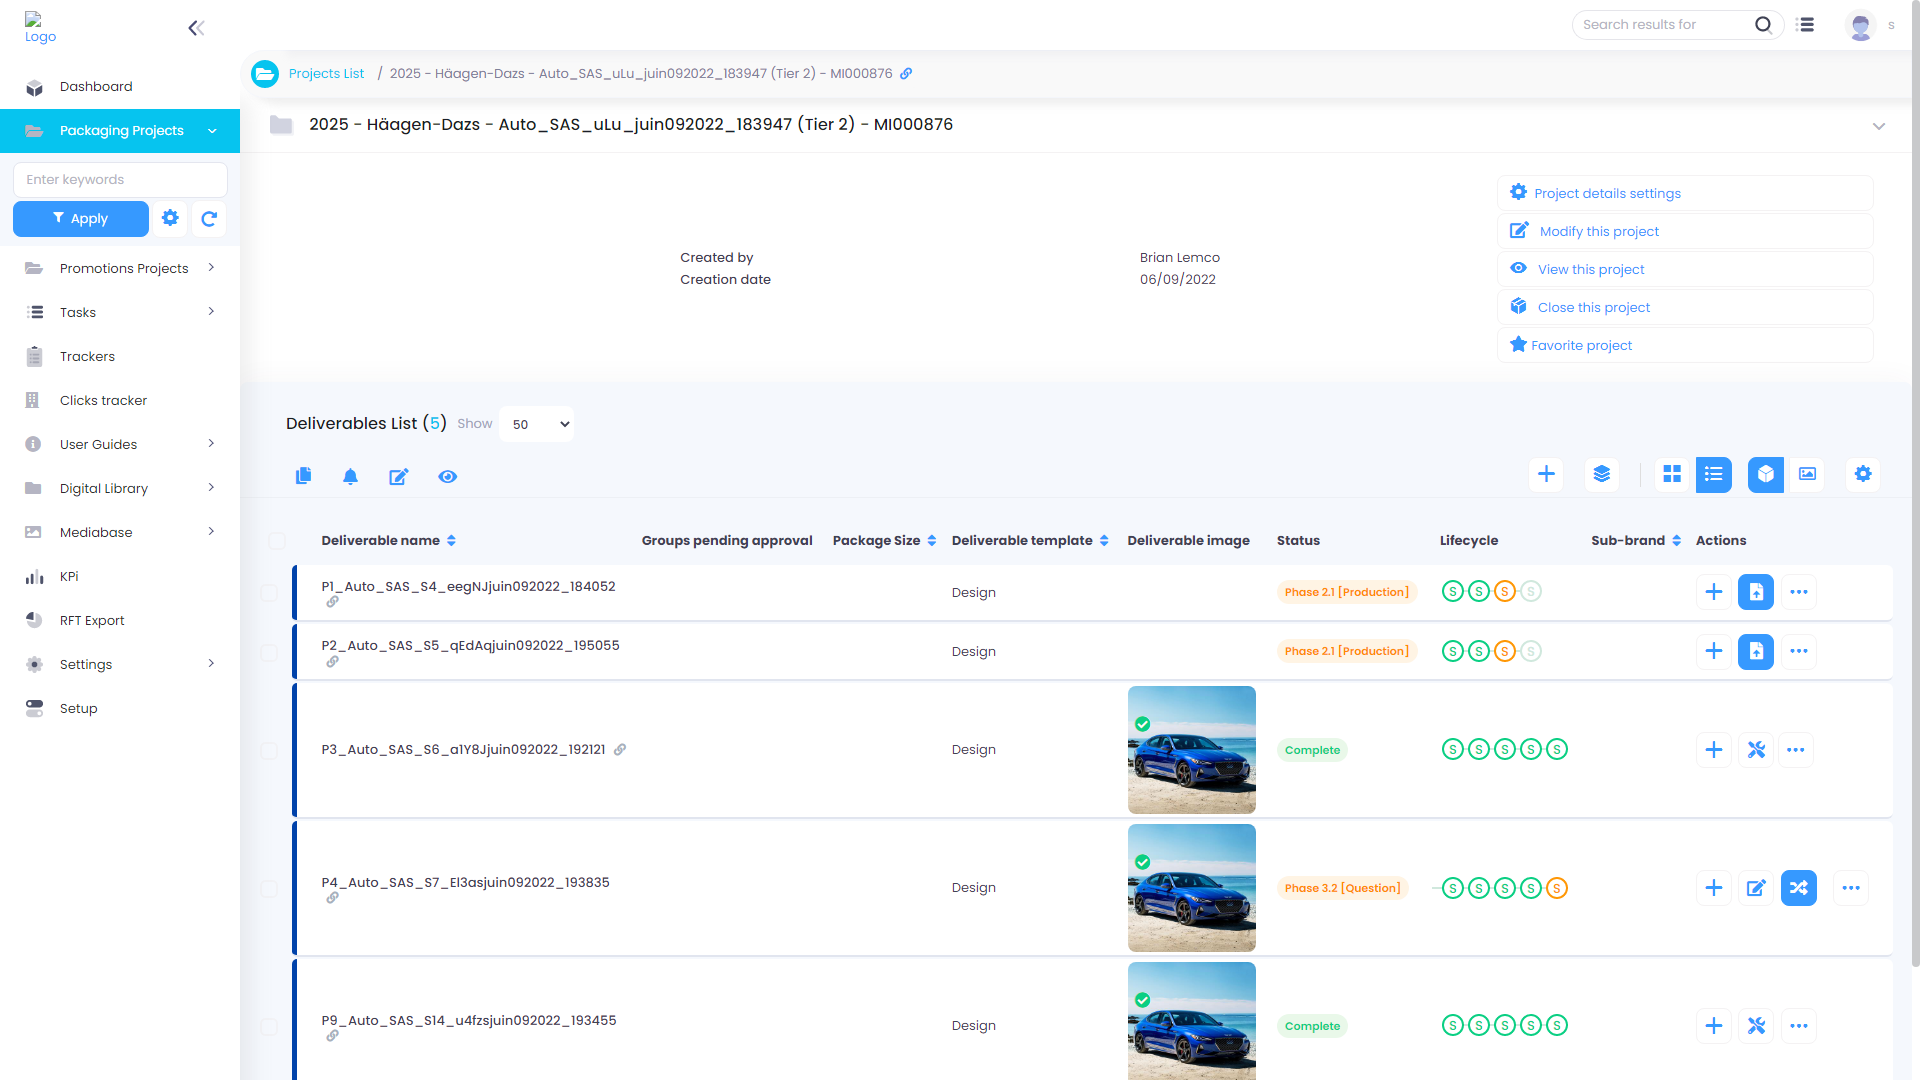 Logo
Search results for
s
Dashboard
Packaging Projects
Enter keywords
Apply
Promotions Projects
Tasks
Trackers
Clicks tracker
User Guides
Digital Library
Mediabase
KPi
RFT Export
Settings
Setup
Projects List / 2025 - Häagen-Dazs - Auto_SAS_uLu_juin092022_183947 (Tier 2) - MI000876
2025 - Häagen-Dazs - Auto_SAS_uLu_juin092022_183947 (Tier 2) - MI000876
Created by Brian Lemco
Creation date 06/09/2022
Project details settings
Modify this project
View this project
Close this project
Favorite project
Deliverables List (5) Show 50
Deliverable name Groups pending approval Package Size Deliverable template Deliverable image Status Lifecycle Sub-brand Actions
P1_Auto_SAS_S4_eegNJjuin092022_184052 Design Phase 2.1 [Production] S S S S
P2_Auto_SAS_S5_qEdAqjuin092022_195055 Design Phase 2.1 [Production] S S S S
P3_Auto_SAS_S6_a1Y8Jjuin092022_192121 Design Complete S S S S S
P4_Auto_SAS_S7_El3asjuin092022_193835 Design Phase 3.2 [Question] S S S S S
P9_Auto_SAS_S14_u4fzsjuin092022_193455 Design Complete S S S S S